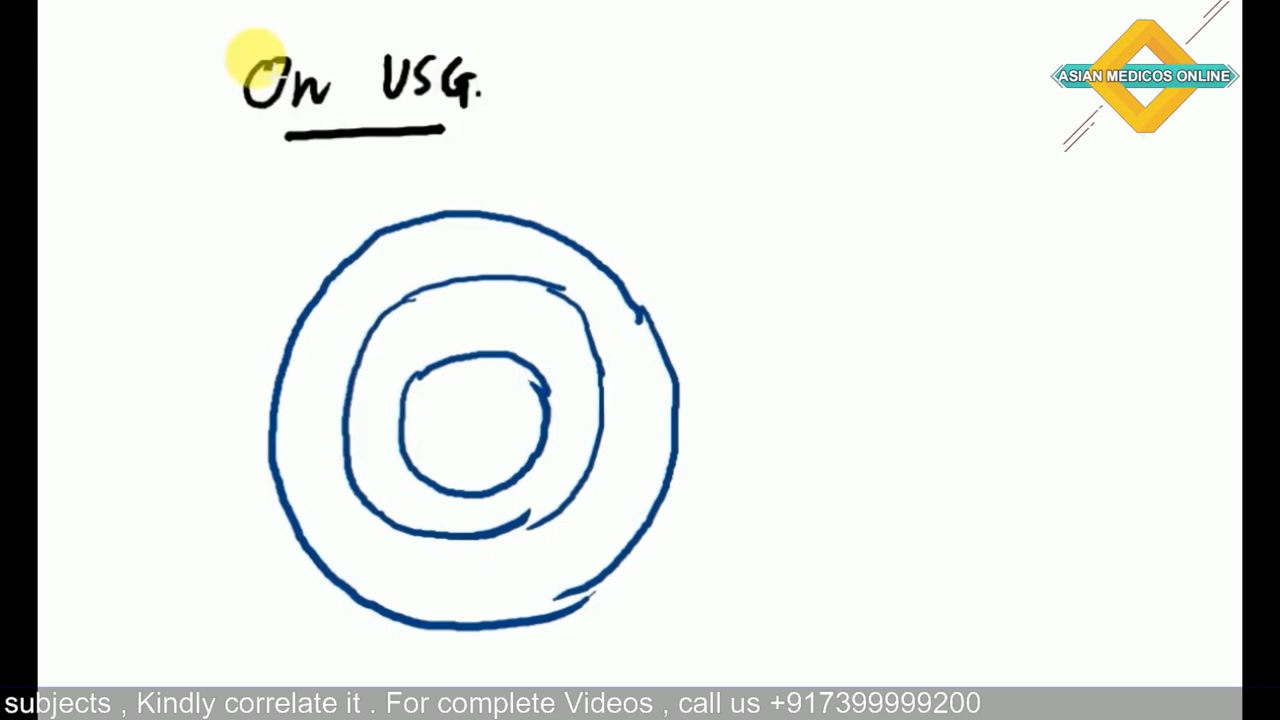 On USG.
ASIAN MEDICOS ONLINE
subjects , Kindly correlate it . For complete Videos , call us +917399999200